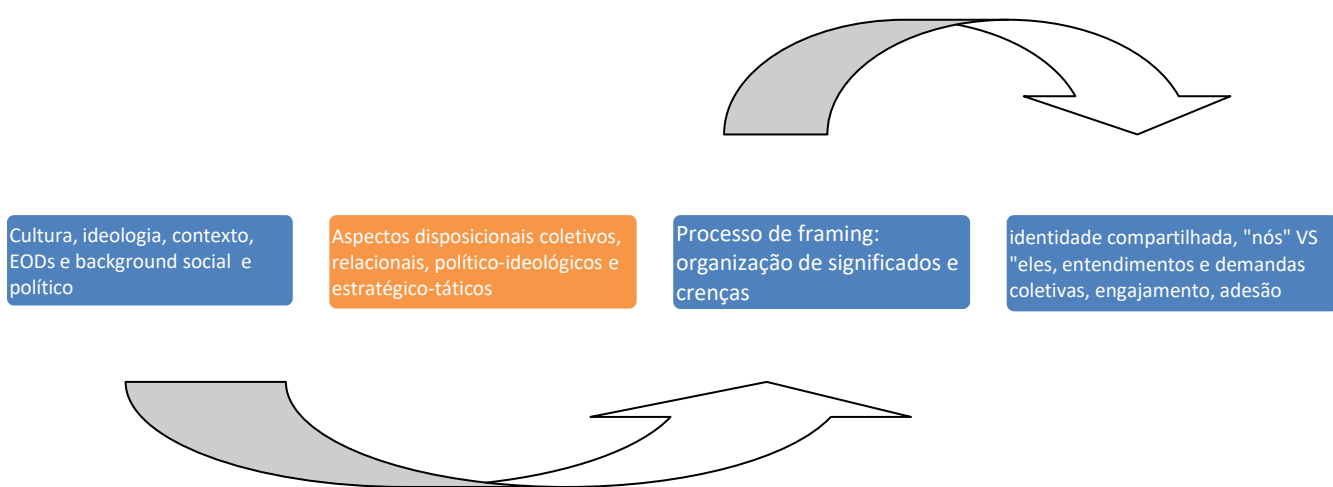 Cultura, ideologia, contexto,
EODs e background social e
político
Aspectos disposicionais coletivos,
relacionais, político-ideológicos e
estratégico-táticos
Processo de framing:
organização de significados e
crenças
identidade compartilhada, "nós" VS
"eles, entendimentos e demandas
coletivas, engajamento, adesão